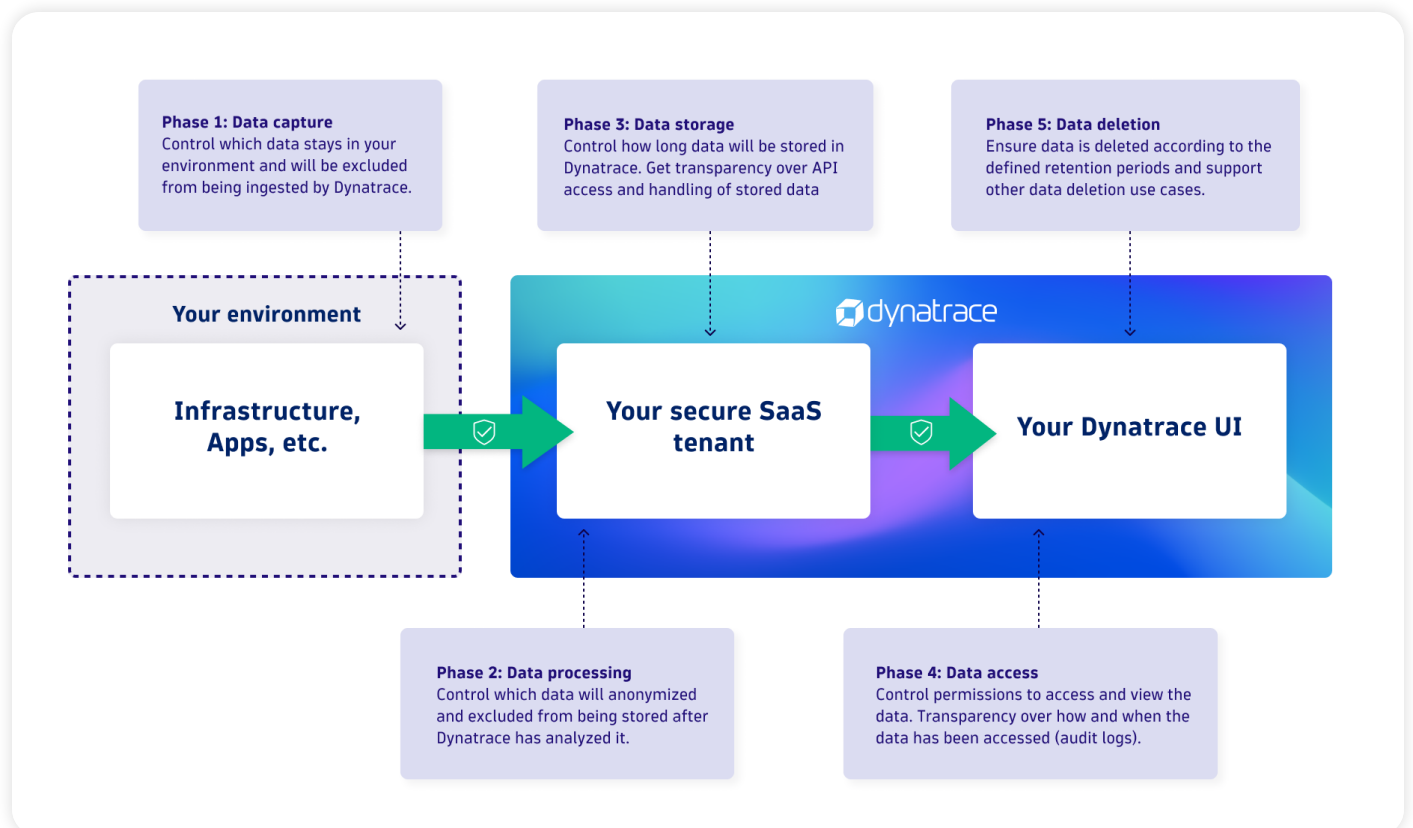 Phase 1: Data capture
Control which data stays in your
environment and will be excluded
from being ingested by Dynatrace.
Phase 3: Data storage
Control how long data will be stored in
Dynatrace. Get transparency over API
access and handling of stored data
Phase 5: Data deletion
Ensure data is deleted according to the
defined retention periods and support
other data deletion use cases.
Your environment
dynatrace
Infrastructure,
Apps, etc.
Your secure SaaS
tenant
Your Dynatrace UI
Phase 2: Data processing
Control which data will anonymized
and excluded from being stored after
Dynatrace has analyzed it.
Phase 4: Data access
Control permissions to access and view the
data. Transparency over how and when the
data has been accessed (audit logs).